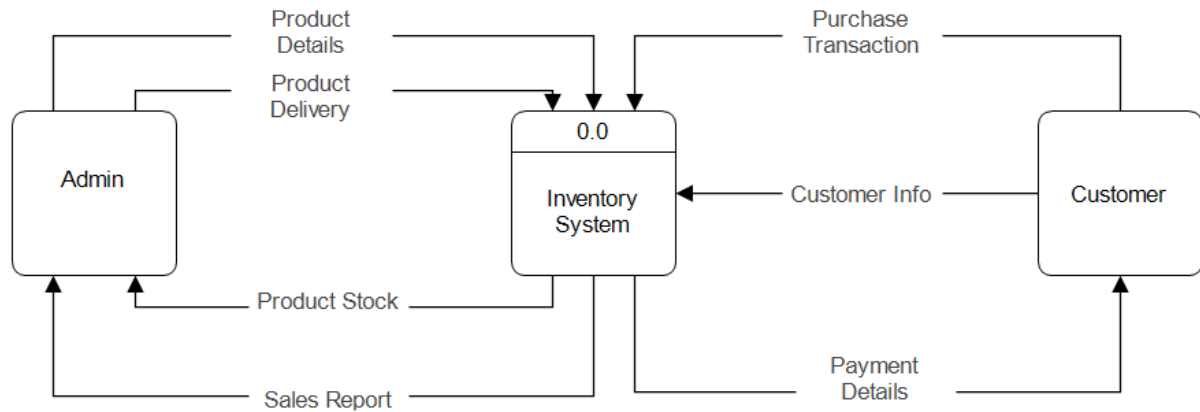 Product
Details
Purchase
Transaction
Product
Delivery
0.0
Admin
Inventory
System
Customer Info
Customer
Product Stock
Payment
Details
Sales Report